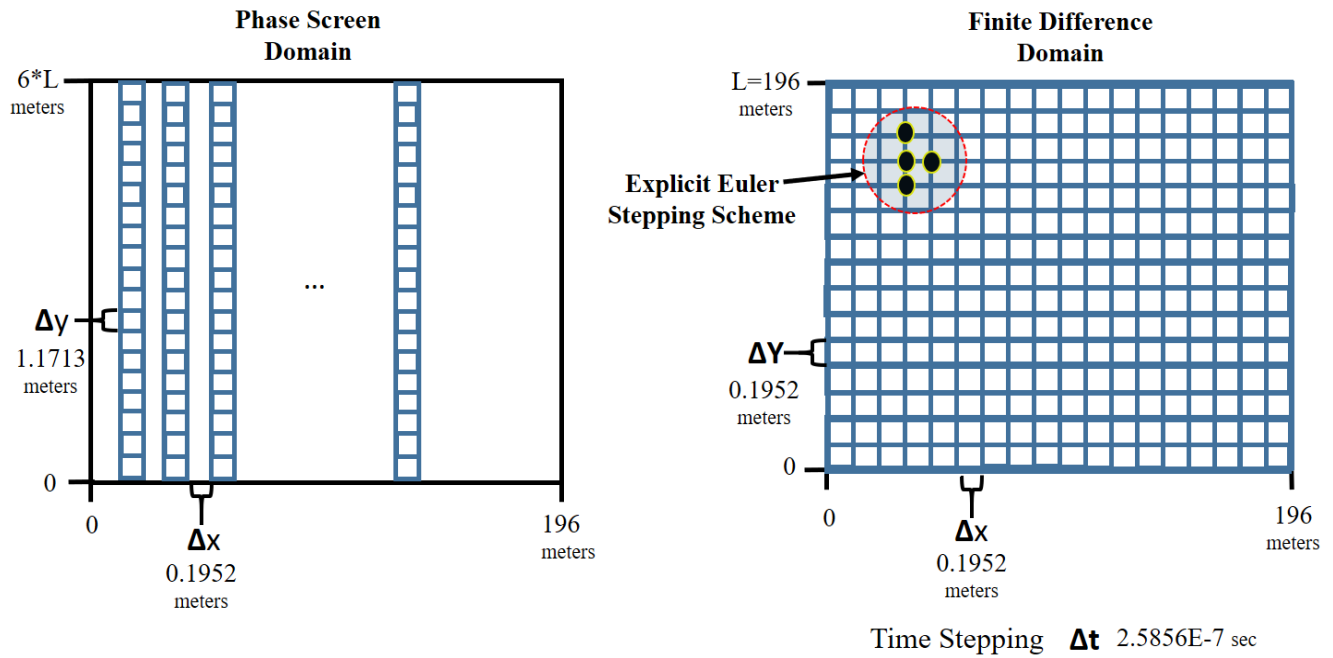 Phase Screen
Domain
6*L
meters
...
Δy
1.1713
meters
0
0
196
meters
Δx
0.1952
meters
Finite Difference
Domain
L=196
meters
Explicit Euler
Stepping Scheme
ΔY
0.1952
meters
0
0
196
meters
Δx
0.1952
meters
Time Stepping Δt 2.5856E-7 sec